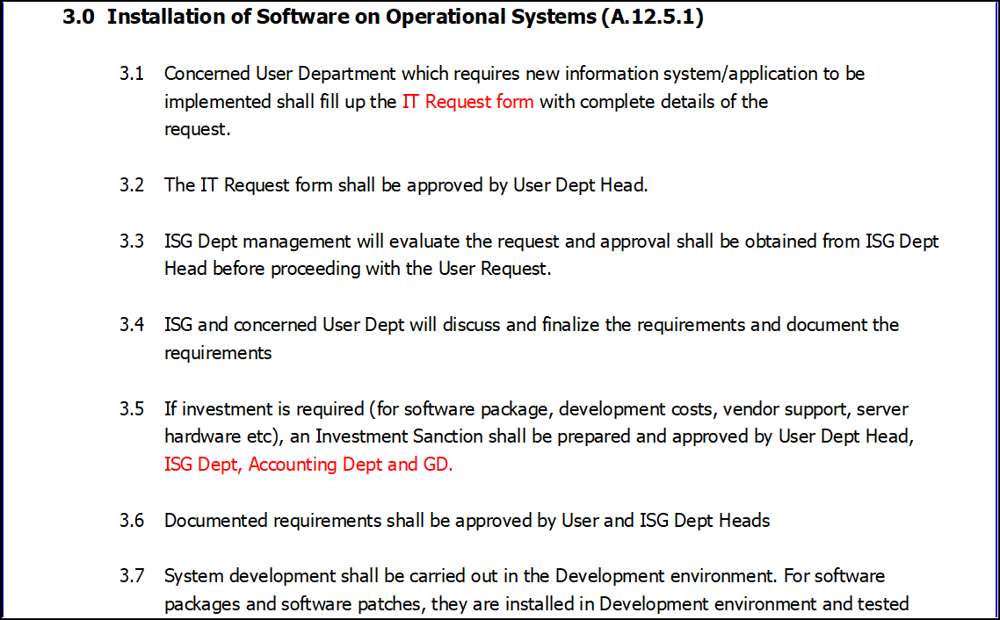 3.0 Installation of Software on Operational Systems (A.12.5.1)
3.1 Concerned User Department which requires new information system/application to be
implemented shall fill up the IT Request form with complete details of the
request.
3.2 The IT Request form shall be approved by User Dept Head.
3.3 ISG Dept management will evaluate the request and approval shall be obtained from ISG Dept
Head before proceeding with the User Request.
3.4 ISG and concerned User Dept will discuss and finalize the requirements and document the
requirements
3.5 If investment is required (for software package, development costs, vendor support, server
hardware etc), an Investment Sanction shall be prepared and approved by User Dept Head,
ISG Dept, Accounting Dept and GD.
3.6 Documented requirements shall be approved by User and ISG Dept Heads
3.7 System development shall be carried out in the Development environment. For software
packages and software patches, they are installed in Development environment and tested